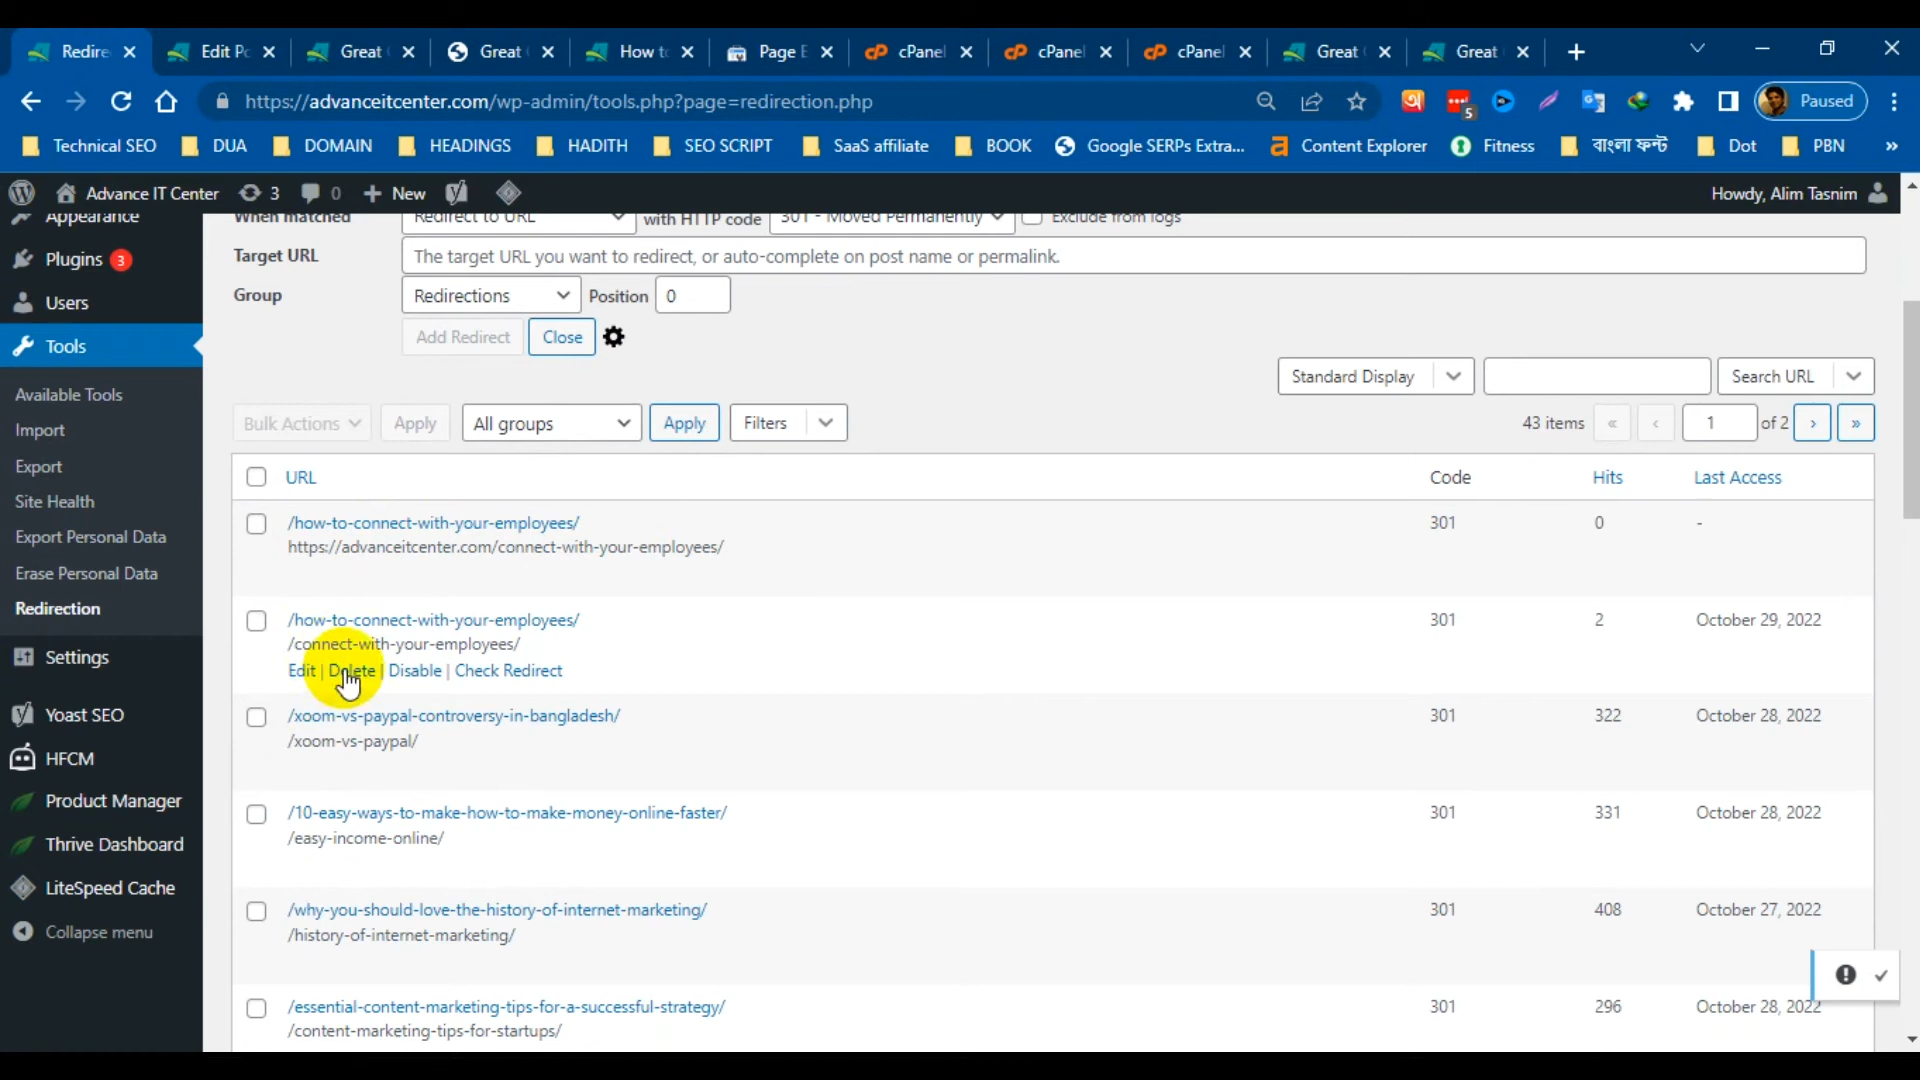 Redire
Edit Po
Great
Great
How to
Page E
cPanel
cPanel
cPanel
Great
Great
https://advanceitcenter.com/wp-admin/tools.php?page=redirection.php
5
Paused
Technical SEO
DUA
DOMAIN
HEADINGS
HADITH
SEO SCRIPT
SaaS affiliate
BOOK
Google SERPs Extra...
Content Explorer
Fitness
বাংলা ফন্ট
Dot
PBN
»
Advance IT Center
3
0
New
Howdy, Alim Tasnim
Appearance
Plugins 3
Users
Tools
Available Tools
Import
Export
Site Health
Export Personal Data
Erase Personal Data
Redirection
Settings
Yoast SEO
HFCM
Product Manager
Thrive Dashboard
LiteSpeed Cache
Collapse menu
When matched Redirect to URL with HTTP code 301 - Moved Permanently Exclude from logs
Target URL The target URL you want to redirect, or auto-complete on post name or permalink.
Group Redirections Position 0
Add Redirect Close
Standard Display Search URL
Bulk Actions Apply All groups Apply Filters 43 items « ‹ 1 of 2 › »
URL Code Hits Last Access
/how-to-connect-with-your-employees/ 301 0 -
https://advanceitcenter.com/connect-with-your-employees/
/how-to-connect-with-your-employees/ 301 2 October 29, 2022
/connect-with-your-employees/
Edit | Delete | Disable | Check Redirect
/xoom-vs-paypal-controversy-in-bangladesh/ 301 322 October 28, 2022
/xoom-vs-paypal/
/10-easy-ways-to-make-how-to-make-money-online-faster/ 301 331 October 28, 2022
/easy-income-online/
/why-you-should-love-the-history-of-internet-marketing/ 301 408 October 27, 2022
/history-of-internet-marketing/
/essential-content-marketing-tips-for-a-successful-strategy/ 301 296 October 28, 2022
/content-marketing-tips-for-startups/